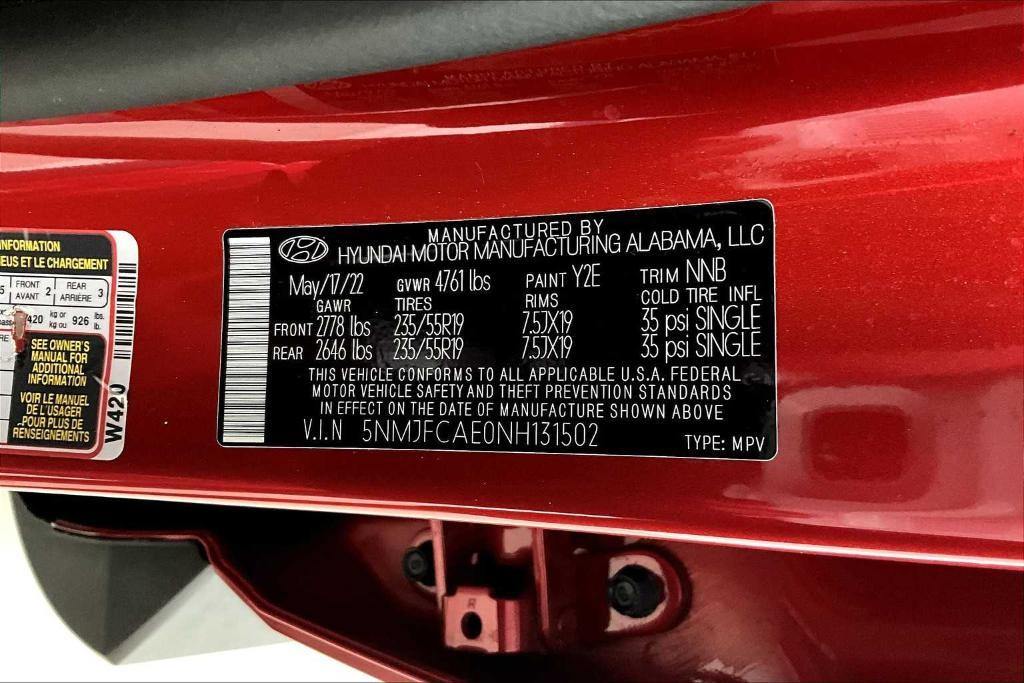 INFORMATION
EUS ET LE CHARGEMENT
5 FRONT AVANT 2 REAR ARRIÈRE 3
420 kg or kg ou 926 lbs. lb.
SEE OWNER'S
MANUAL FOR
ADDITIONAL
INFORMATION
VOIR LE MANUEL
DE L'USAGER
POUR PLUS DE
RENSEIGNEMENTS
W420
MANUFACTURED BY
HYUNDAI MOTOR MANUFACTURING ALABAMA, LLC
May/17/22 GVWR 4761 lbs PAINT Y2E TRIM NNB
GAWR TIRES RIMS COLD TIRE INFL
FRONT 2778 lbs 235/55R19 7.5JX19 35 psi SINGLE
REAR 2646 lbs 235/55R19 7.5JX19 35 psi SINGLE
THIS VEHICLE CONFORMS TO ALL APPLICABLE U.S.A. FEDERAL
MOTOR VEHICLE SAFETY AND THEFT PREVENTION STANDARDS
IN EFFECT ON THE DATE OF MANUFACTURE SHOWN ABOVE
V.I.N 5NMJFCAE0NH131502 TYPE: MPV
R